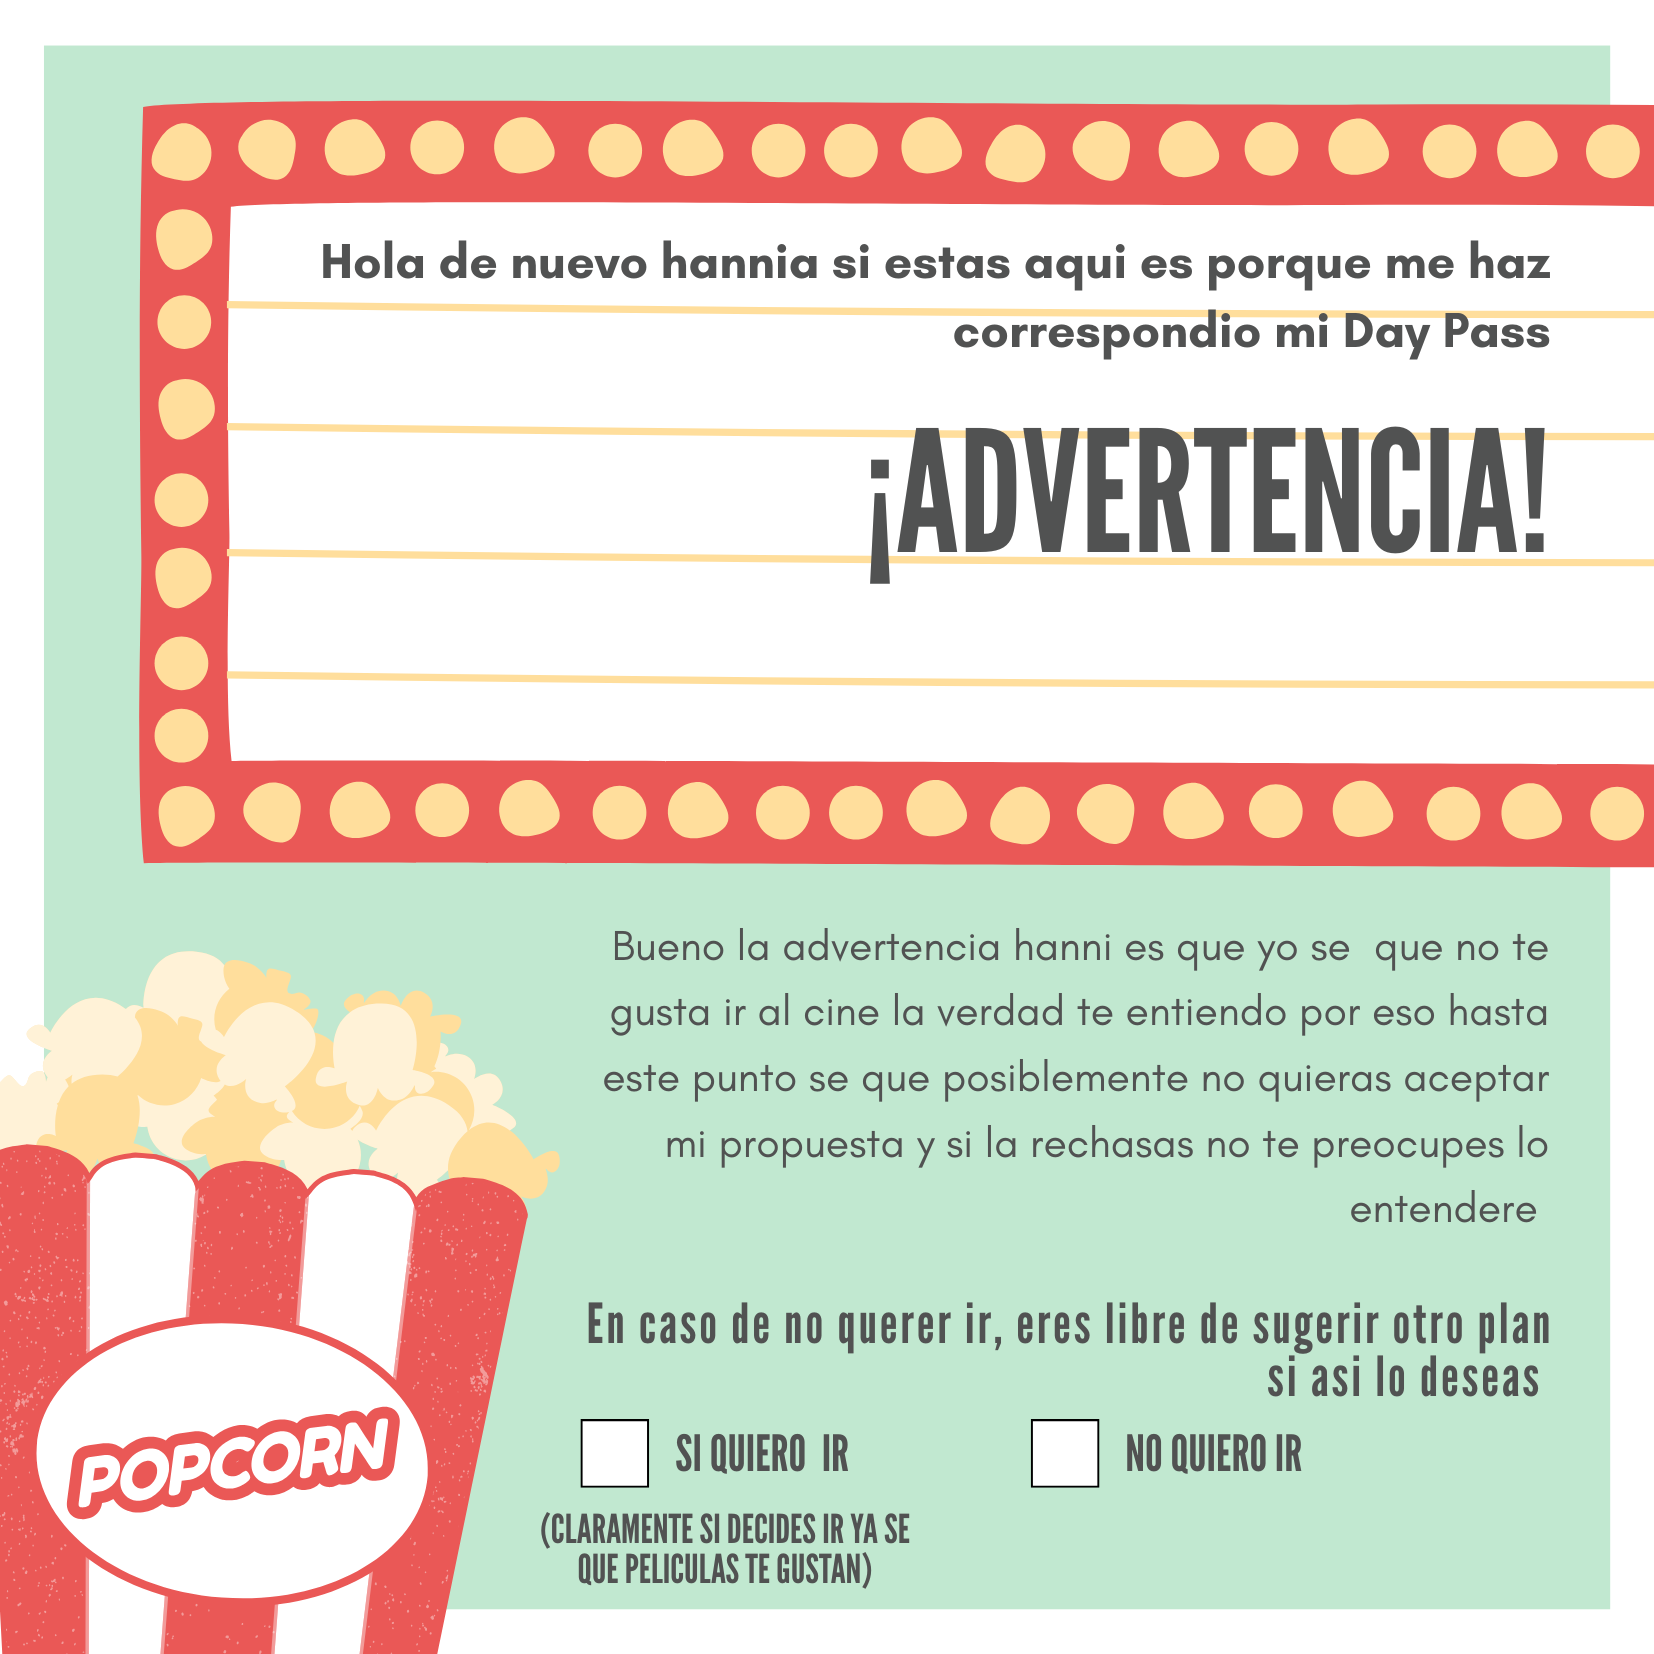 Hola de nuevo hannia si estas aqui es porque me haz
correspondio mi Day Pass
¡ADVERTENCIA!
Bueno la advertencia hanni es que yo se  que no te
gusta ir al cine la verdad te entiendo por eso hasta
este punto se que posiblemente no quieras aceptar
mi propuesta y si la rechasas no te preocupes lo
entendere
En caso de no querer ir, eres libre de sugerir otro plan
si asi lo deseas
SI QUIERO  IR
NO QUIERO IR
(CLARAMENTE SI DECIDES IR YA SE
QUE PELICULAS TE GUSTAN)
POPCORN